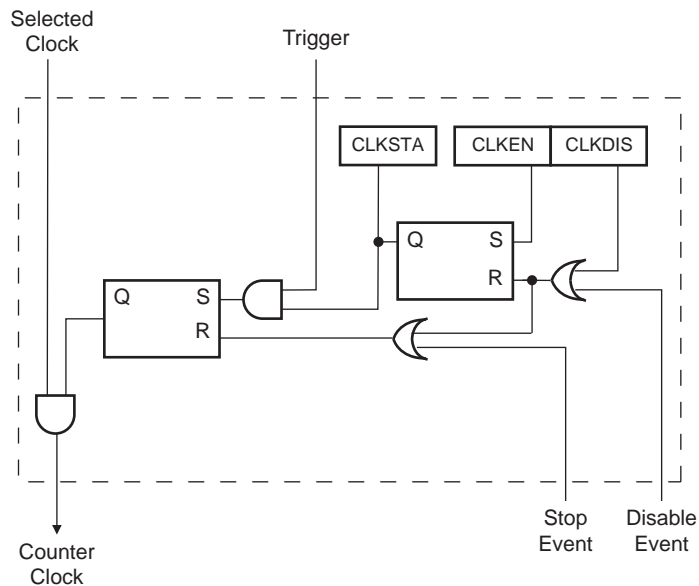 Selected
Clock
Trigger
CLKSTA
CLKEN
CLKDIS
Q
S
R
Q
S
R
Stop
Event
Disable
Event
Counter
Clock